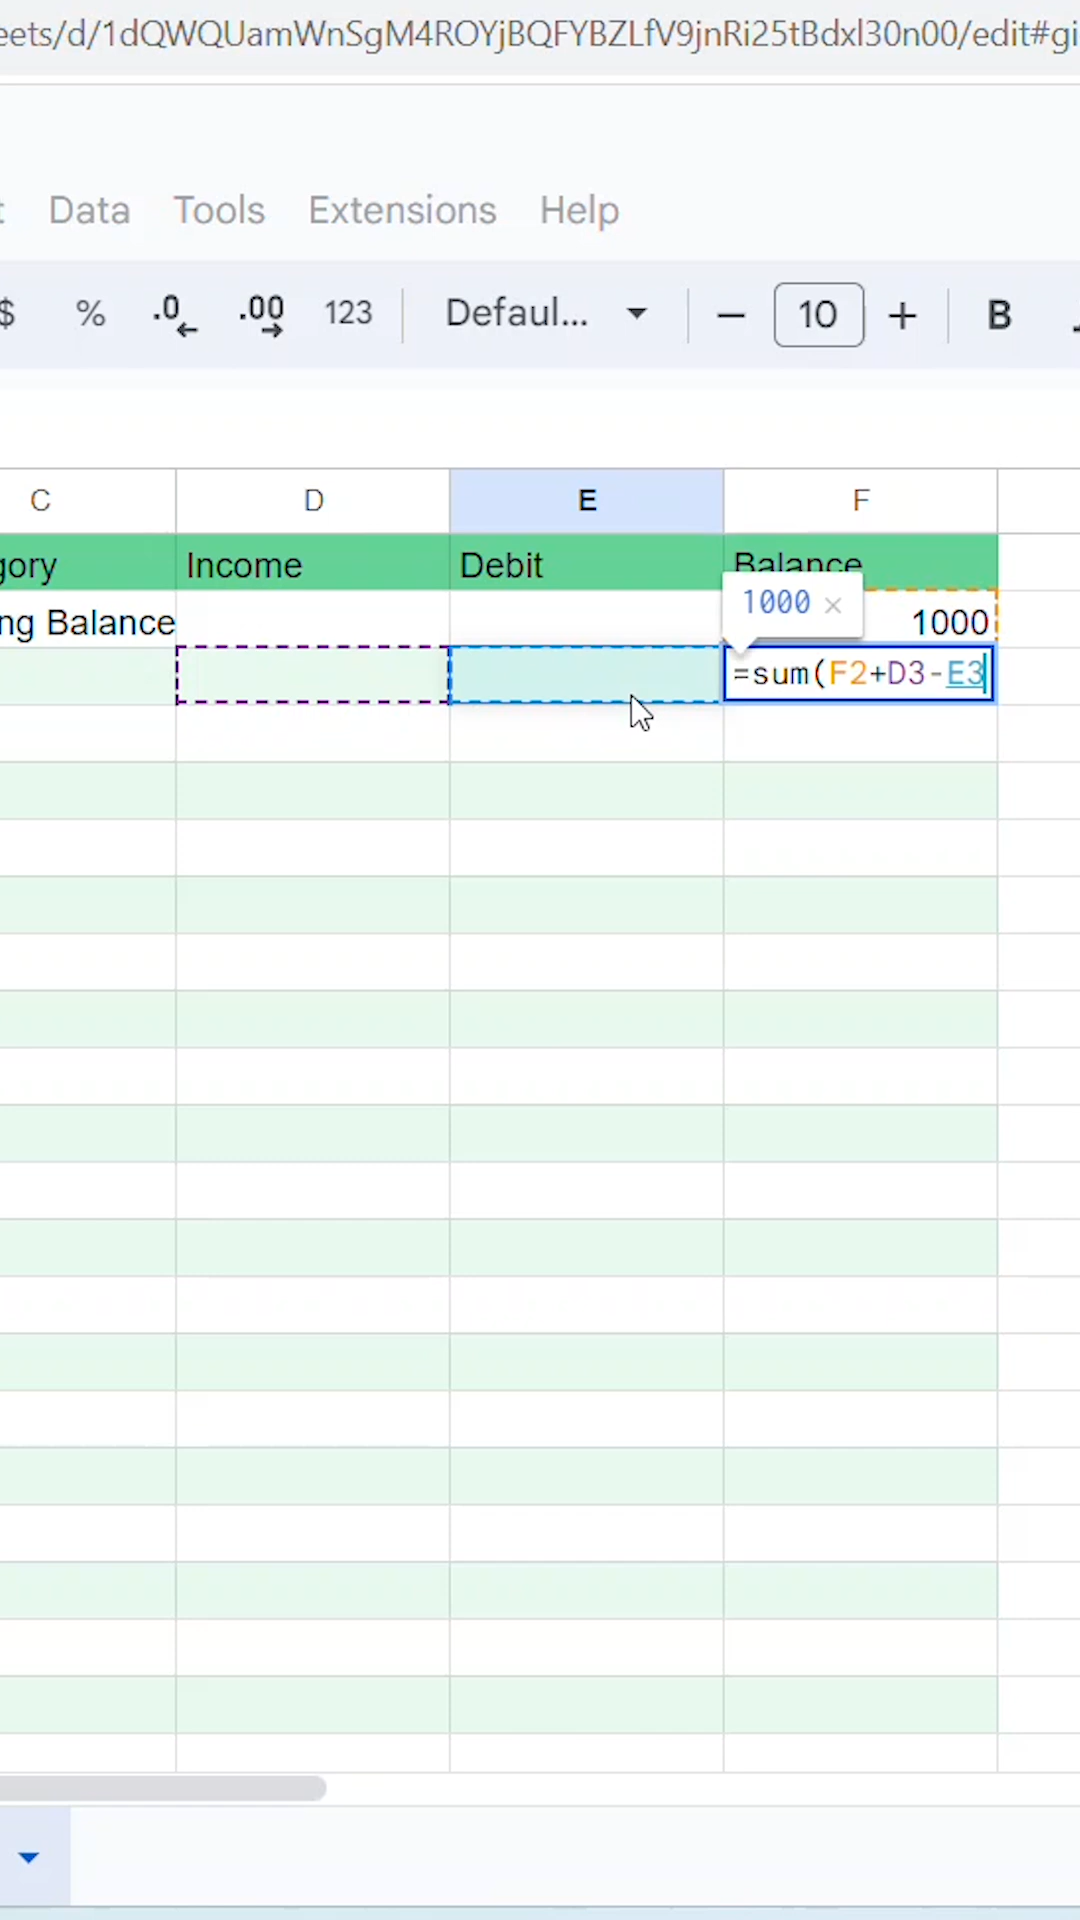 eets/d/1dQWQUamWnSgM4ROYjBQFYBZLfV9jnRi25tBdxl30n00/edit#gi
t Data Tools Extensions Help
$ % .0 .00 123 Defaul... − 10 + B
C D E F
gory Income Debit Balance
1000 ×
ng Balance 1000
=sum(F2+D3-E3